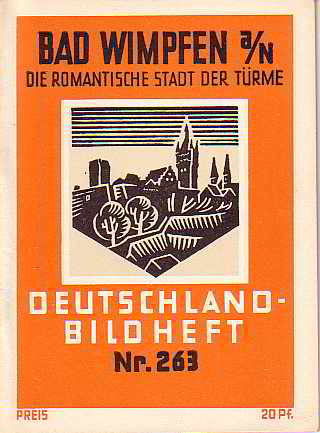 BAD WIMPFEN a/N
DIE ROMANTISCHE STADT DER TÜRME
DEUTSCHLAND-
BILDHEFT
Nr. 263
PREIS 20 Pf.